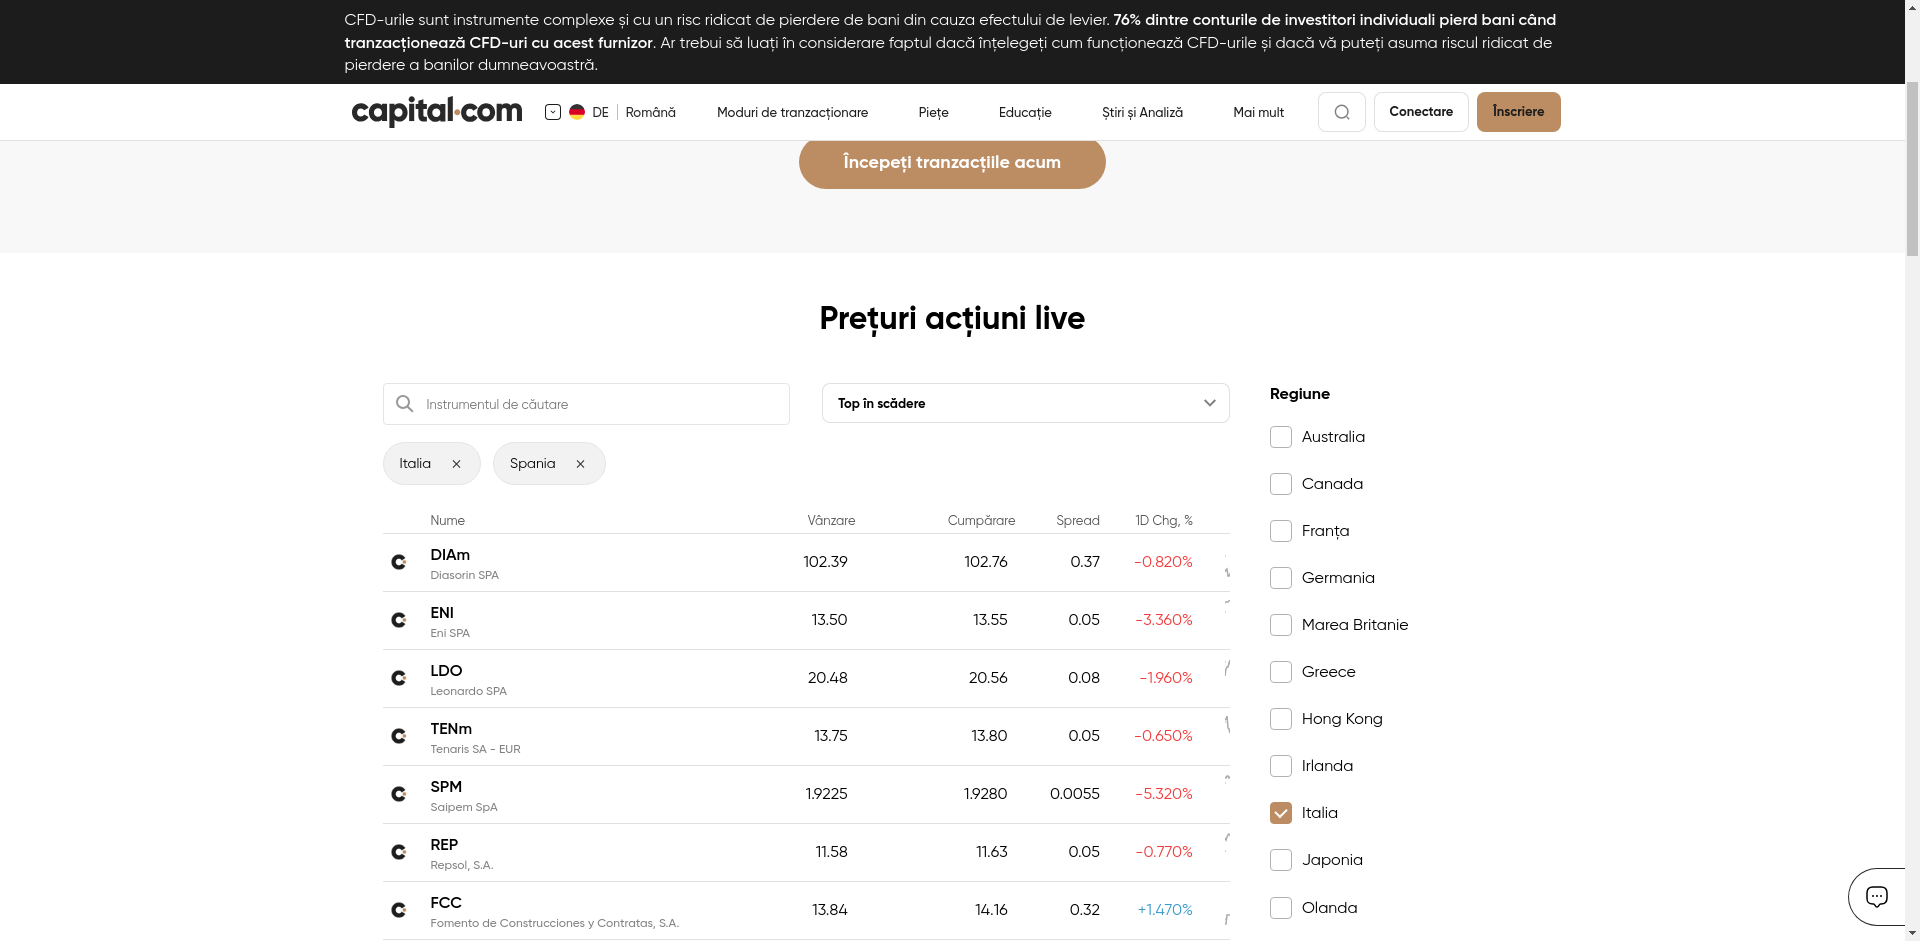 CFD-urile sunt instrumente complexe și cu un risc ridicat de pierdere de bani din cauza efectului de levier. 76% dintre conturile de investitori individuali pierd bani când
tranzacționează CFD-uri cu acest furnizor. Ar trebui să luați în considerare faptul dacă înțelegeți cum funcționează CFD-urile și dacă vă puteți asuma riscul ridicat de
pierdere a banilor dumneavoastră.
capital.com DE Română Moduri de tranzacționare Piețe Educație Știri și Analiză Mai mult Conectare Înscriere
Începeți tranzacțiile acum
Prețuri acțiuni live
Instrumentul de căutare
Top în scădere
Italia
Spania
Nume Vânzare Cumpărare Spread 1D Chg, %
DIAm 102.39 102.76 0.37 -0.820%
Diasorin SPA
ENI 13.50 13.55 0.05 -3.360%
Eni SPA
LDO 20.48 20.56 0.08 -1.960%
Leonardo SPA
TENm 13.75 13.80 0.05 -0.650%
Tenaris SA - EUR
SPM 1.9225 1.9280 0.0055 -5.320%
Saipem SpA
REP 11.58 11.63 0.05 -0.770%
Repsol, S.A.
FCC 13.84 14.16 0.32 +1.470%
Fomento de Construcciones y Contratas, S.A.
Regiune
Australia
Canada
Franța
Germania
Marea Britanie
Greece
Hong Kong
Irlanda
Italia
Japonia
Olanda